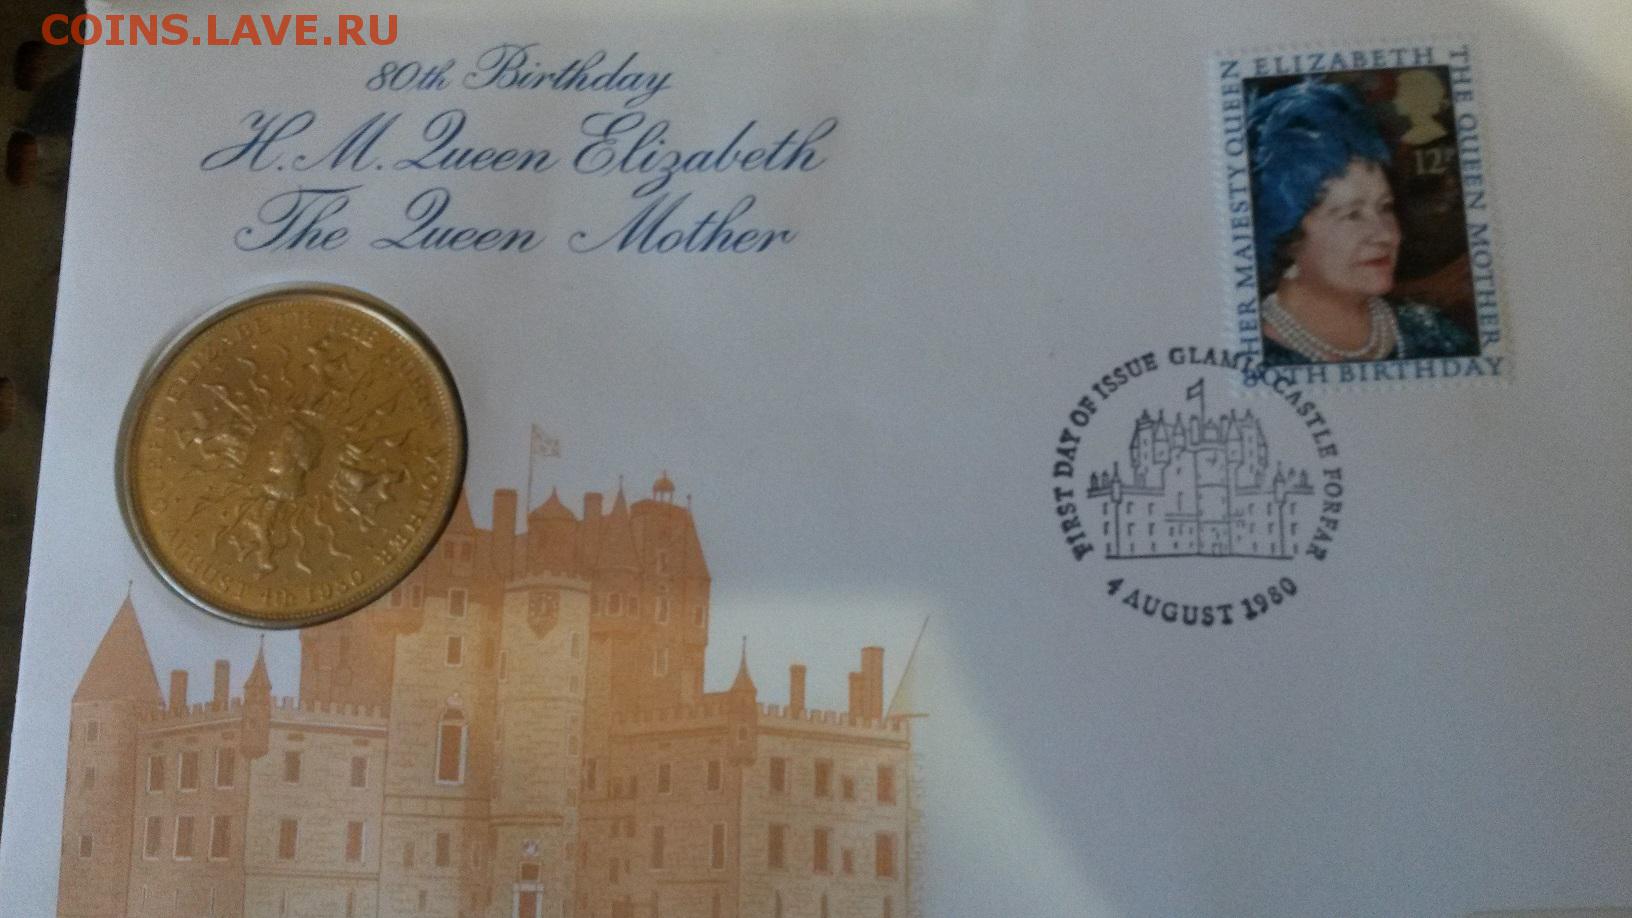 COINS.LAVE.RU
80th Birthday
H.M. Queen Elizabeth
The Queen Mother
HER MAJESTY QUEEN
ELIZABETH
THE QUEEN MOTHER
80TH BIRTHDAY
12P
QUEEN ELIZABETH THE QUEEN MOTHER
AUGUST 4th 1980
FIRST DAY OF ISSUE GLAMIS CASTLE FORFAR
4 AUGUST 1980